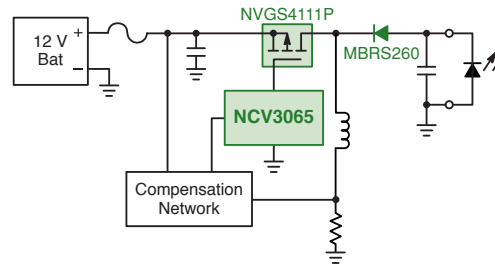 NVGS4111P
12 V
Bat
+
−
MBRS260
NCV3065
Compensation
Network